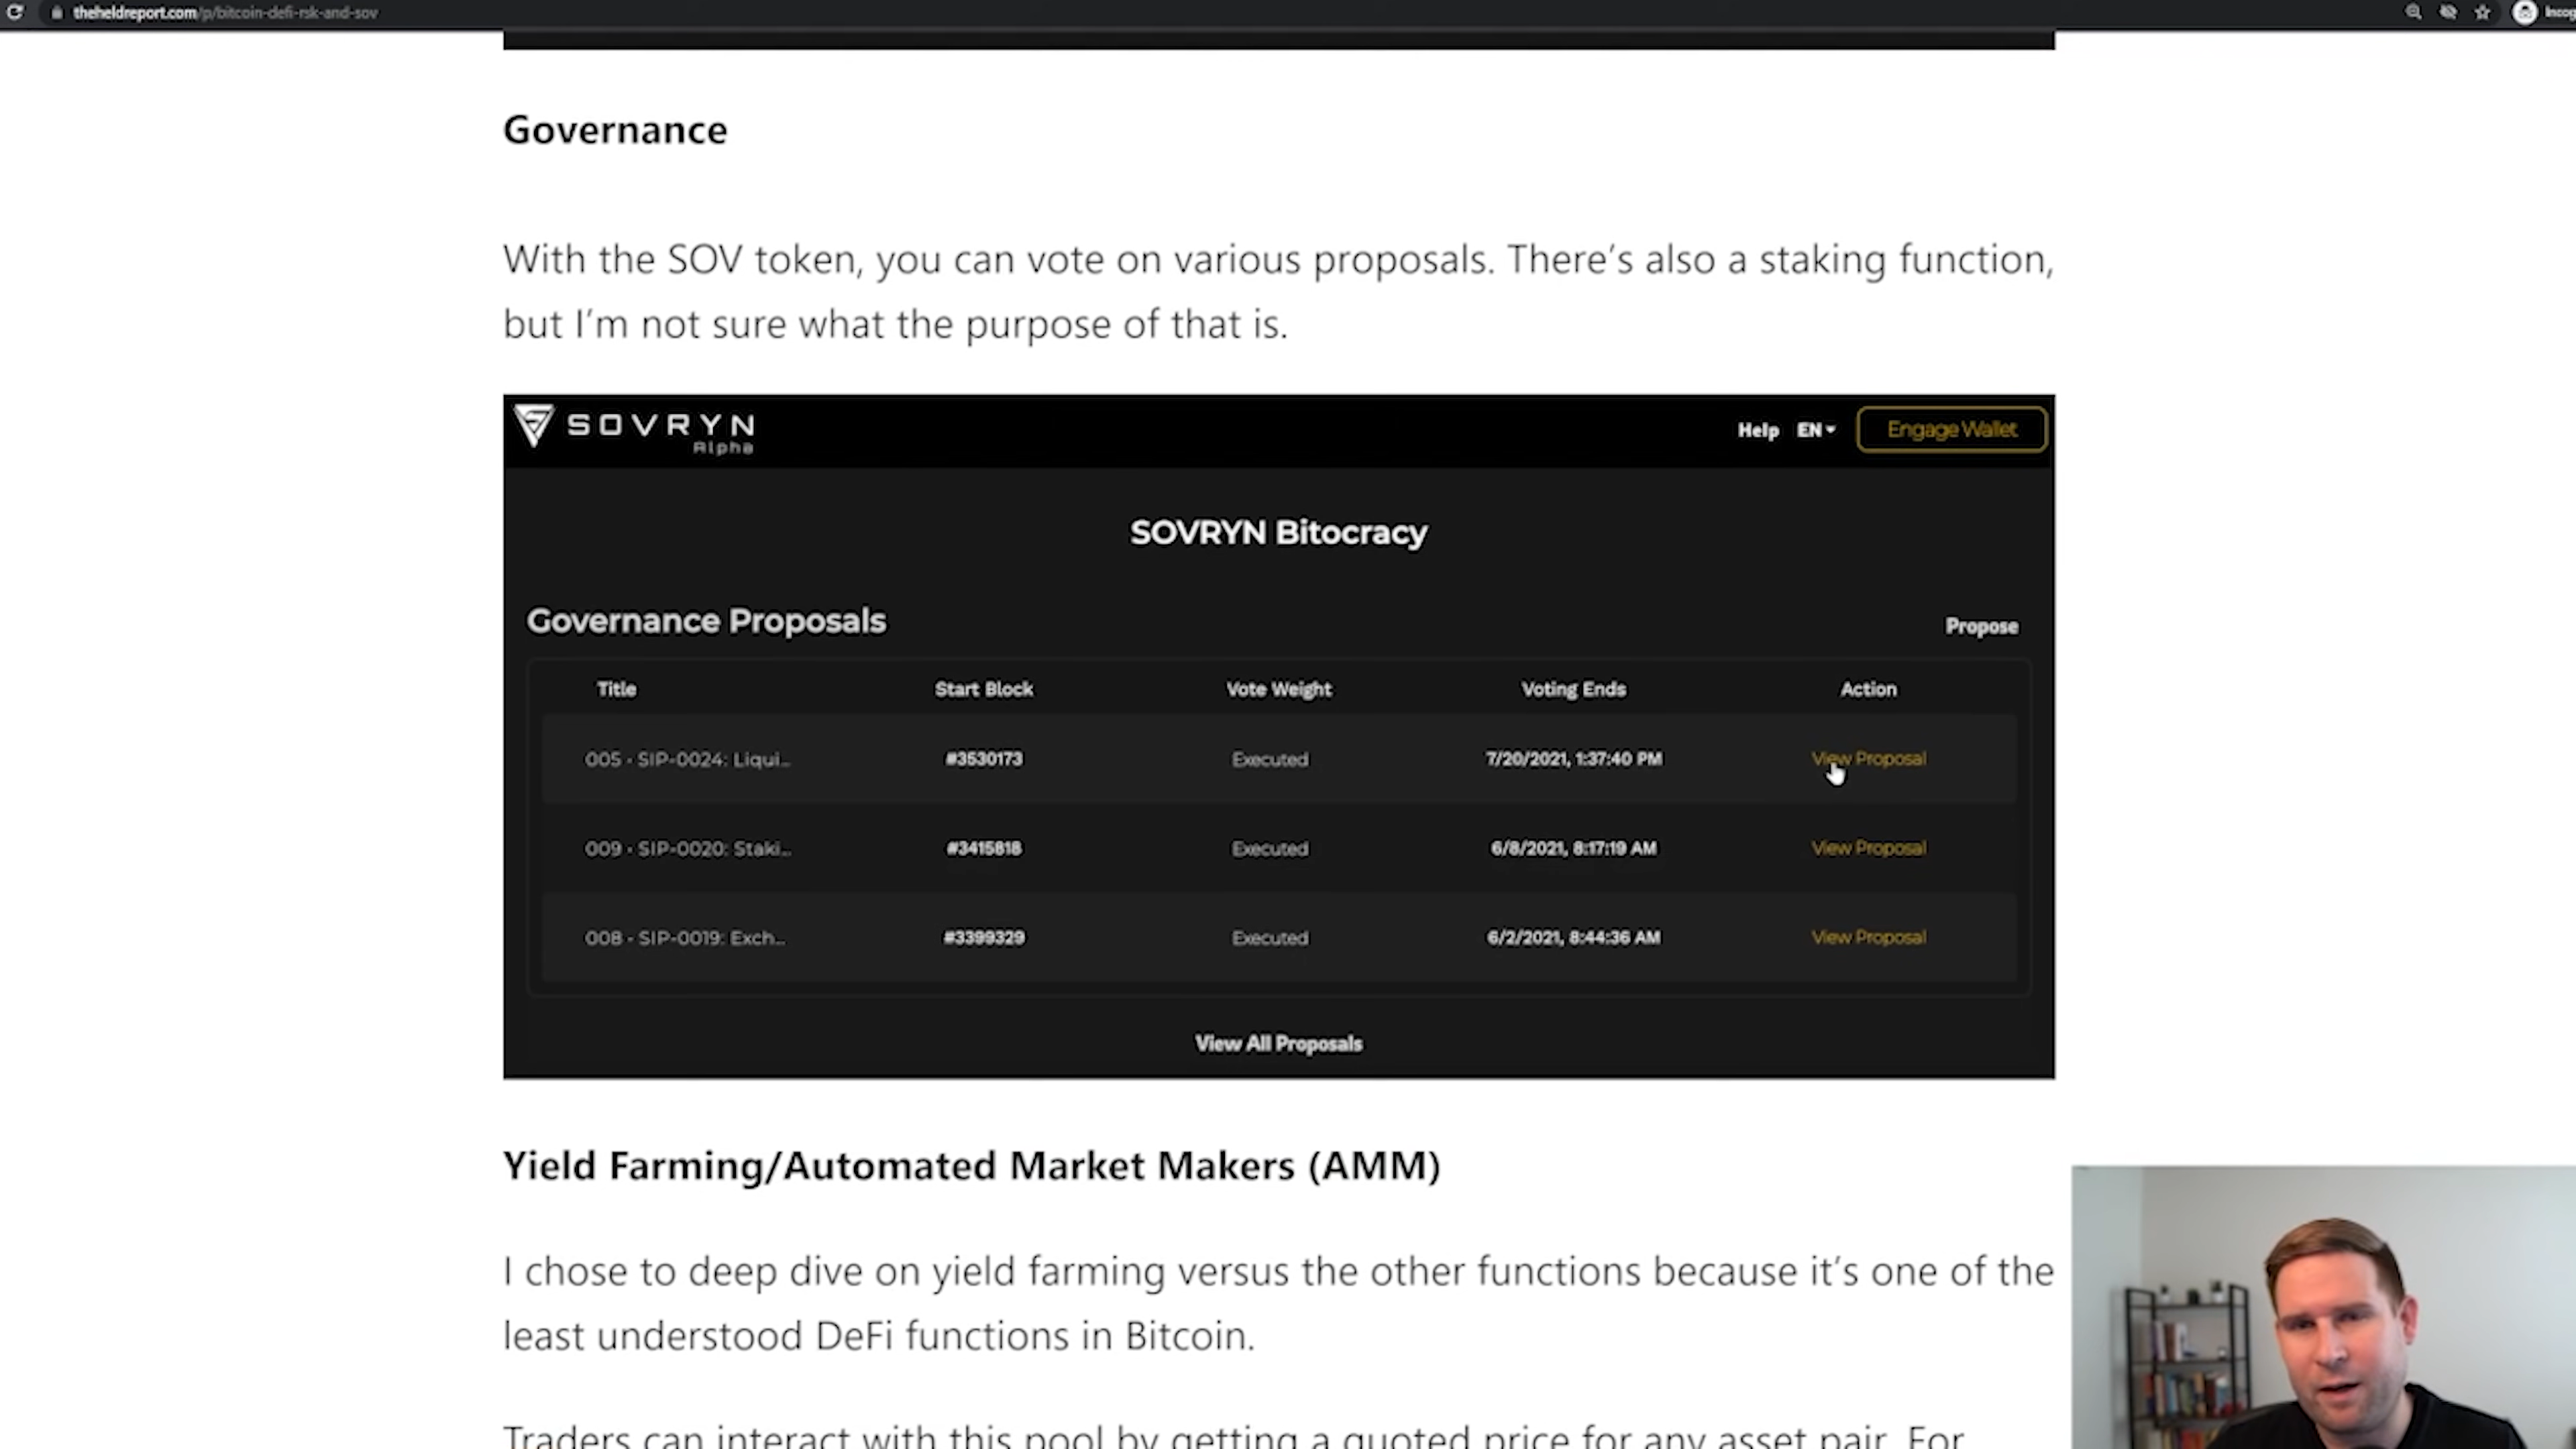 theheldreport.com/p/bitcoin-defi-rsk-and-sov
Incog
Governance
With the SOV token, you can vote on various proposals. There's also a staking function,
but I'm not sure what the purpose of that is.
SOVRYN
Alpha
Help EN Engage Wallet
SOVRYN Bitocracy
Governance Proposals
Propose
Title Start Block Vote Weight Voting Ends Action
005 • SIP-0024: Liqui... #3530173 Executed 7/20/2021, 1:37:40 PM View Proposal
009 • SIP-0020: Staki... #3415818 Executed 6/8/2021, 8:17:19 AM View Proposal
008 - SIP-0019: Exch... #3399329 Executed 6/2/2021, 8:44:36 AM View Proposal
View All Proposals
Yield Farming/Automated Market Makers (AMM)
I chose to deep dive on yield farming versus the other functions because it's one of the
least understood DeFi functions in Bitcoin.
Traders can interact with this pool by getting a quoted price for any asset pair. For